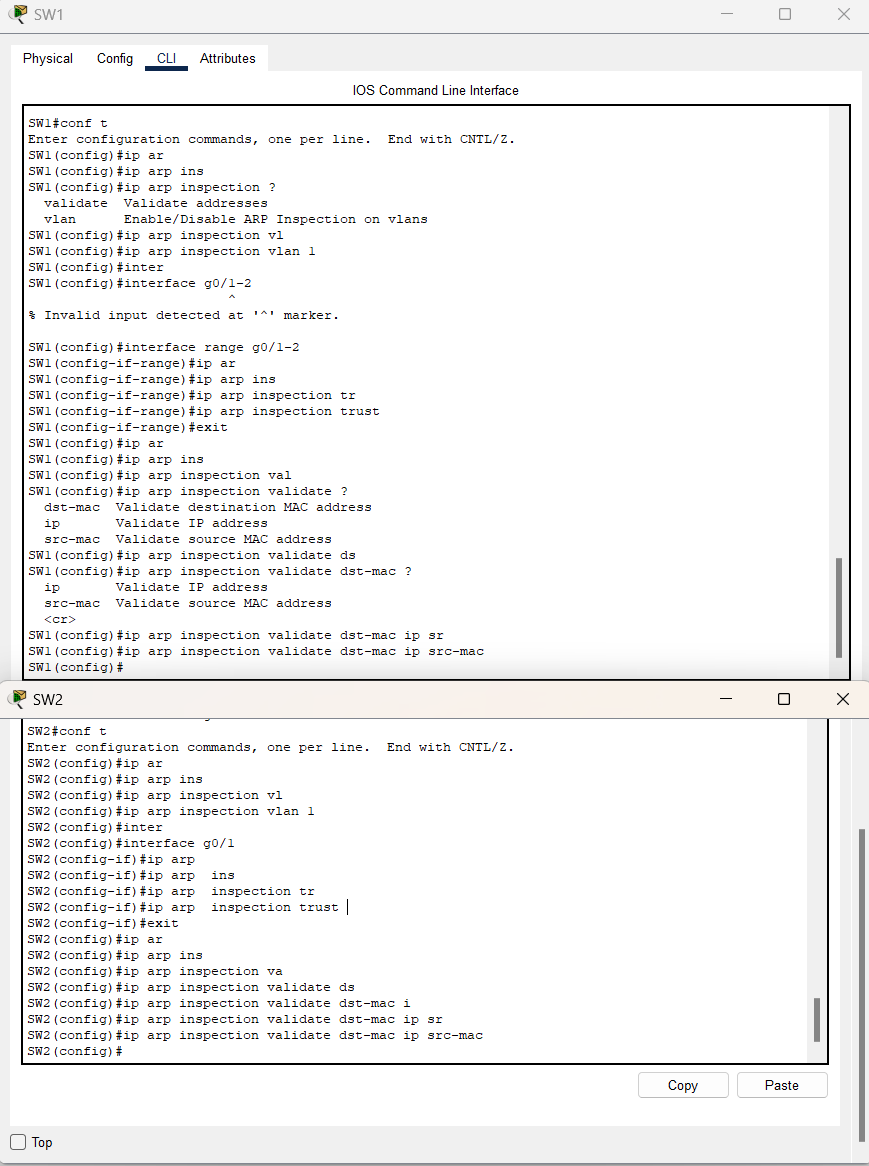 SW1
Physical Config CLI Attributes
IOS Command Line Interface
SW1#conf t
Enter configuration commands, one per line.  End with CNTL/Z.
SW1(config)#ip ar
SW1(config)#ip arp ins
SW1(config)#ip arp inspection ?
  validate  Validate addresses
  vlan      Enable/Disable ARP Inspection on vlans
SW1(config)#ip arp inspection vl
SW1(config)#ip arp inspection vlan 1
SW1(config)#inter
SW1(config)#interface g0/1-2
                         ^
% Invalid input detected at '^' marker.
SW1(config)#interface range g0/1-2
SW1(config-if-range)#ip ar
SW1(config-if-range)#ip arp ins
SW1(config-if-range)#ip arp inspection tr
SW1(config-if-range)#ip arp inspection trust
SW1(config-if-range)#exit
SW1(config)#ip ar
SW1(config)#ip arp ins
SW1(config)#ip arp inspection val
SW1(config)#ip arp inspection validate ?
  dst-mac  Validate destination MAC address
  ip       Validate IP address
  src-mac  Validate source MAC address
SW1(config)#ip arp inspection validate ds
SW1(config)#ip arp inspection validate dst-mac ?
  ip       Validate IP address
  src-mac  Validate source MAC address
  <cr>
SW1(config)#ip arp inspection validate dst-mac ip sr
SW1(config)#ip arp inspection validate dst-mac ip src-mac
SW1(config)#
SW2
SW2#conf t
Enter configuration commands, one per line.  End with CNTL/Z.
SW2(config)#ip ar
SW2(config)#ip arp ins
SW2(config)#ip arp inspection vl
SW2(config)#ip arp inspection vlan 1
SW2(config)#inter
SW2(config)#interface g0/1
SW2(config-if)#ip arp
SW2(config-if)#ip arp  ins
SW2(config-if)#ip arp  inspection tr
SW2(config-if)#ip arp  inspection trust
SW2(config-if)#exit
SW2(config)#ip ar
SW2(config)#ip arp ins
SW2(config)#ip arp inspection va
SW2(config)#ip arp inspection validate ds
SW2(config)#ip arp inspection validate dst-mac i
SW2(config)#ip arp inspection validate dst-mac ip sr
SW2(config)#ip arp inspection validate dst-mac ip src-mac
SW2(config)#
Copy Paste
Top